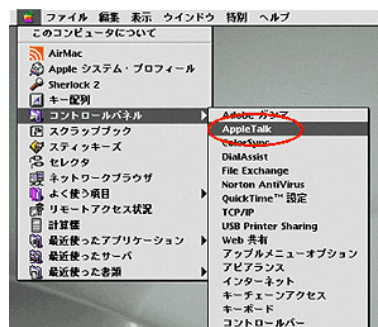 ファイル 編集 表示 ウインドウ 特別 ヘルプ
このコンピュータについて
AirMac
Apple システム・プロフィール
Sherlock 2
キー配列
コントロールパネル
スクラップブック
スティッキーズ
セレクタ
ネットワークブラウザ
よく使う項目
リモートアクセス状況
計算機
最近使ったアプリケーション
最近使ったサーバ
最近使った書類
Adobe ガンマ
AppleTalk
ColorSync
DialAssist
File Exchange
Norton AntiVirus
QuickTime™ 設定
TCP/IP
USB Printer Sharing
Web 共有
アップルメニューオプション
アピアランス
インターネット
キーチェーンアクセス
キーボード
コントロールバー